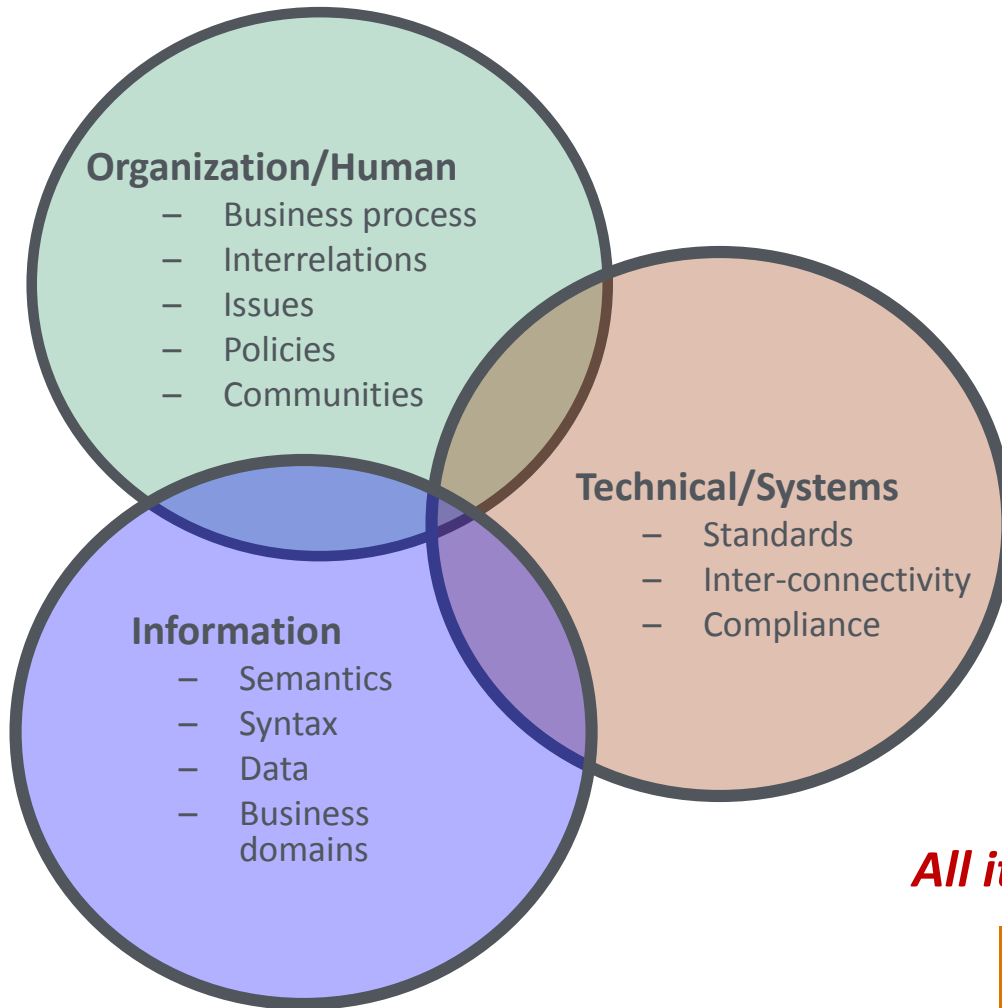 Organization/Human
– Business process
– Interrelations
– Issues
– Policies
– Communities
Technical/Systems
– Standards
– Inter-connectivity
– Compliance
Information
– Semantics
– Syntax
– Data
– Business
domains
All